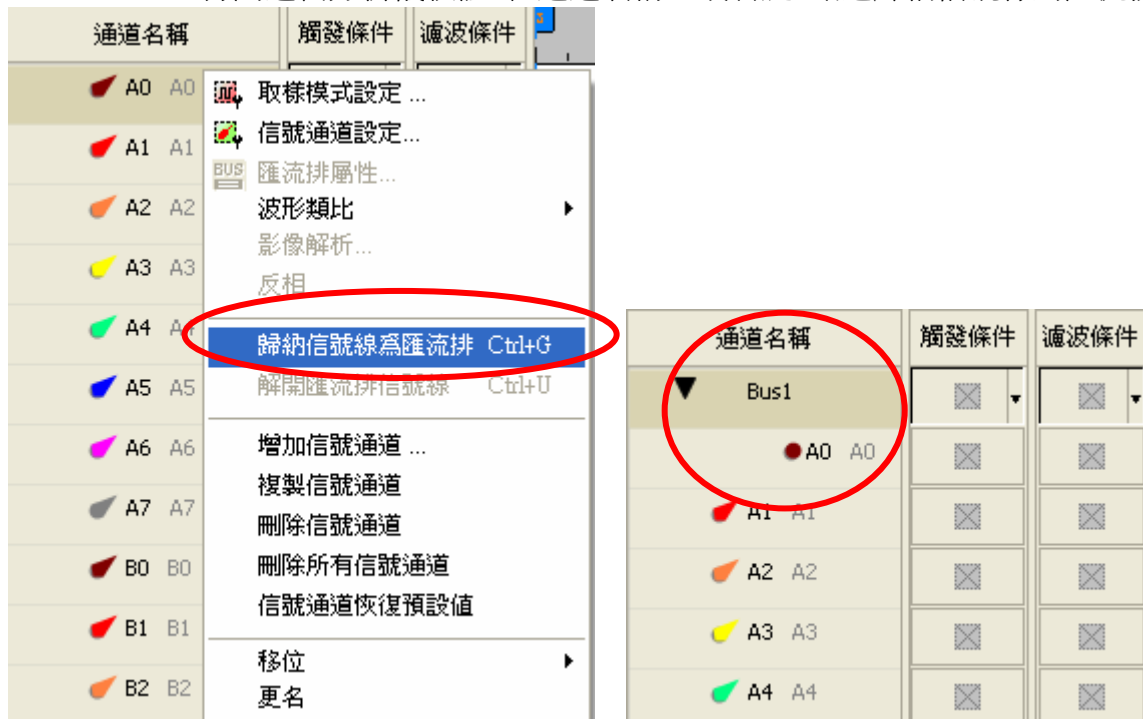 通道名稱 觸發條件 濾波條件
A0 A0
A1 A1
A2 A2
A3 A3
A4
A5 A5
A6 A6
A7 A7
B0 B0
B1 B1
B2 B2
取樣模式設定 ...
信號通道設定...
BUS 匯流排屬性...
波形類比
影像解析...
反相
歸納信號線為匯流排 Ctrl+G
解開匯流排信號線 Ctrl+U
增加信號通道 ...
複製信號通道
刪除信號通道
刪除所有信號通道
信號通道恢復預設值
移位
更名
通道名稱 觸發條件 濾波條件
Bus1
A0 A0
A1 A1
A2 A2
A3 A3
A4 A4